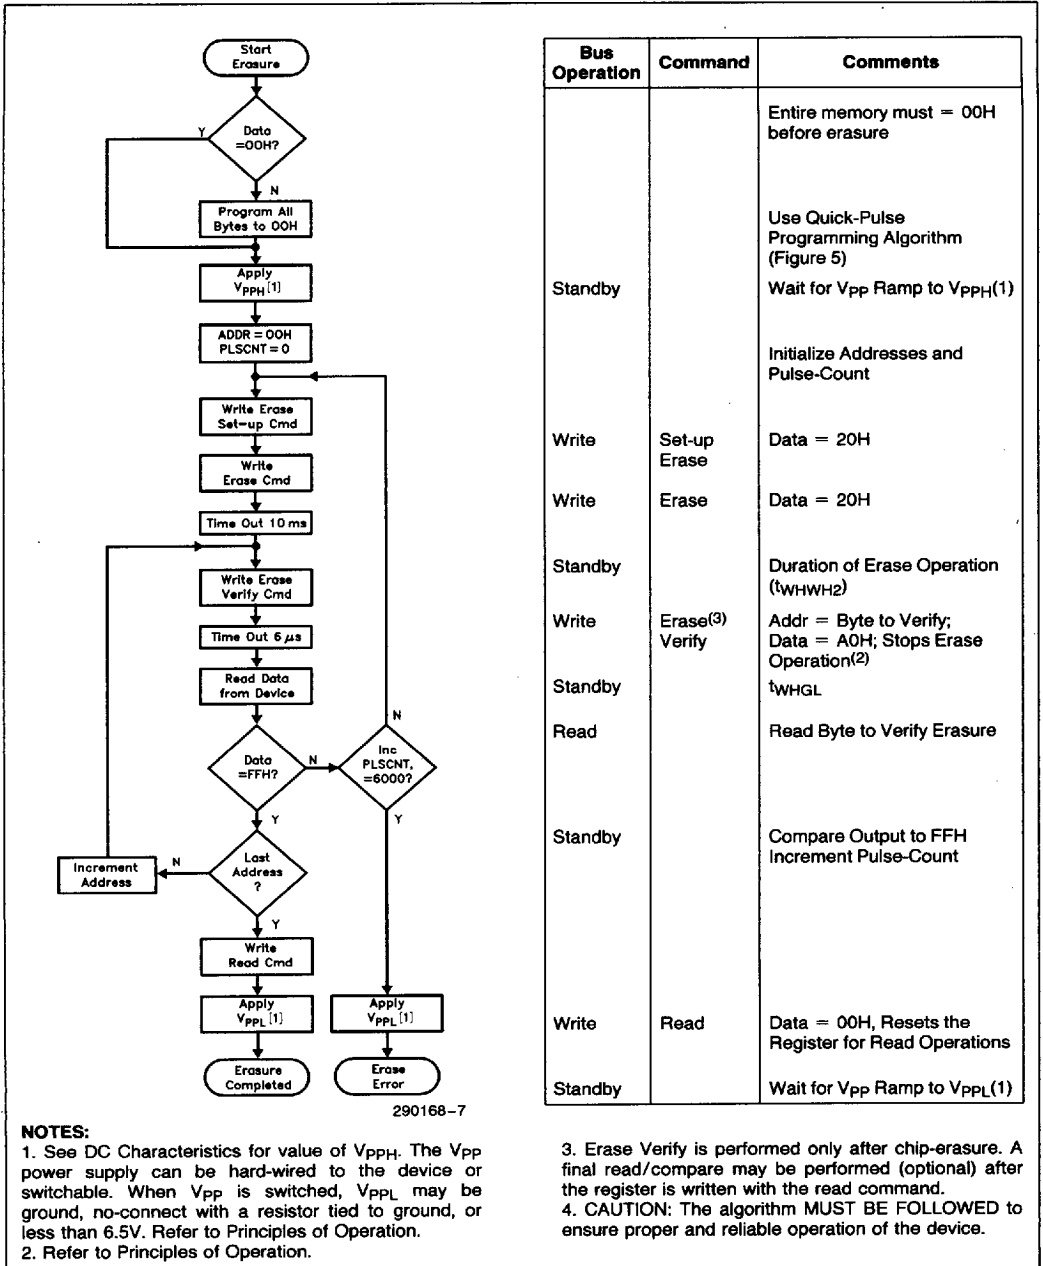 Start
Erasure
Y
Data
=00H?
N
Program All
Bytes to 00H
Apply
VPPH[1]
ADDR = 00H
PLSCNT = 0
Write Erase
Set-up Cmd
Write
Erase Cmd
Time Out 10 ms
Write Erase
Verify Cmd
Time Out 6 μs
Read Data
from Device
Data
=FFH?
N
Y
N
Inc
PLSCNT,
=6000?
Y
Last
Address
?
N
Increment
Address
Y
Write
Read Cmd
Apply
VPPL[1]
Apply
VPPL[1]
Erasure
Completed
Erase
Error
290168–7
Bus
Operation
Command
Comments
Entire memory must = 00H
before erasure
Use Quick-Pulse
Programming Algorithm
(Figure 5)
Standby
Wait for VPP Ramp to VPPH(1)
Initialize Addresses and
Pulse-Count
Write
Set-up
Erase
Data = 20H
Write
Erase
Data = 20H
Standby
Duration of Erase Operation
(tWHWH2)
Write
Erase(3)
Verify
Addr = Byte to Verify;
Data = A0H; Stops Erase
Operation(2)
Standby
tWHGL
Read
Read Byte to Verify Erasure
Standby
Compare Output to FFH
Increment Pulse-Count
Write
Read
Data = 00H, Resets the
Register for Read Operations
Standby
Wait for VPP Ramp to VPPL(1)
NOTES:
1. See DC Characteristics for value of VPPH. The VPP
power supply can be hard-wired to the device or
switchable. When VPP is switched, VPPL may be
ground, no-connect with a resistor tied to ground, or
less than 6.5V. Refer to Principles of Operation.
2. Refer to Principles of Operation.
3. Erase Verify is performed only after chip-erasure. A
final read/compare may be performed (optional) after
the register is written with the read command.
4. CAUTION: The algorithm MUST BE FOLLOWED to
ensure proper and reliable operation of the device.